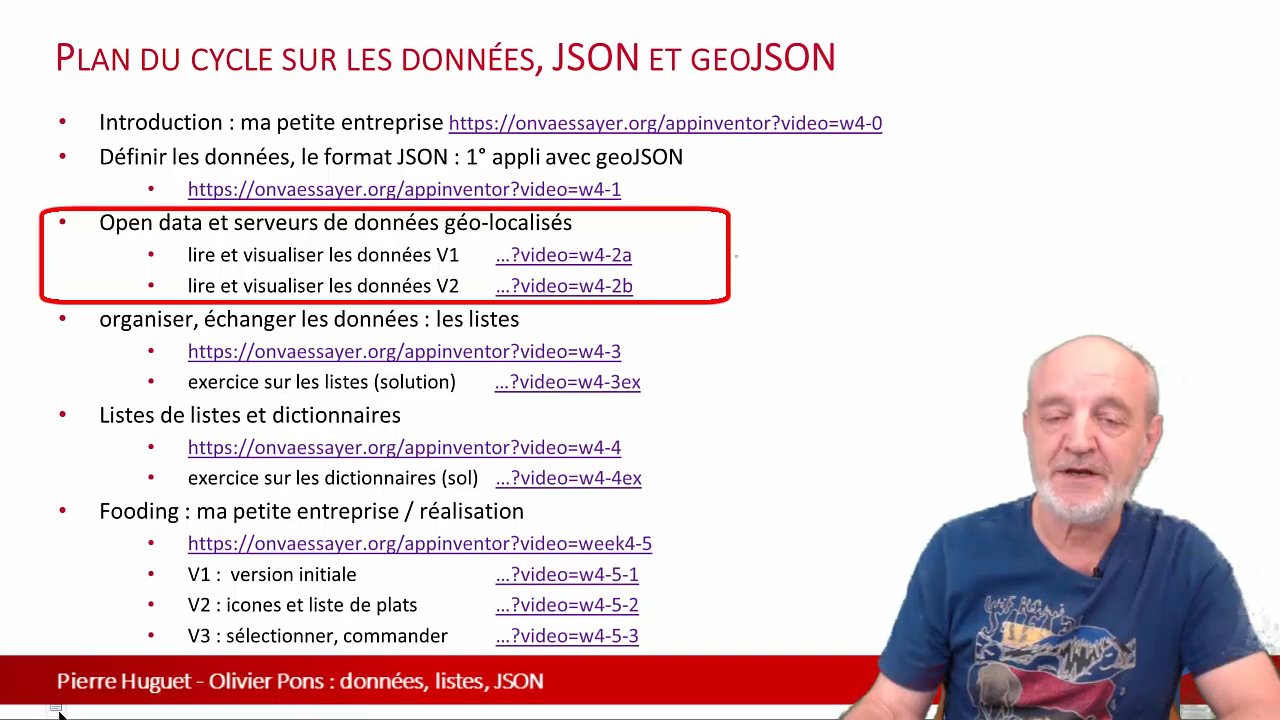 PLAN DU CYCLE SUR LES DONNÉES, JSON ET GEOJSON
• Introduction : ma petite entreprise https://onvaessayer.org/appinventor?video=w4-0
• Définir les données, le format JSON : 1° appli avec geoJSON
• https://onvaessayer.org/appinventor?video=w4-1
• Open data et serveurs de données géo-localisés
• lire et visualiser les données V1 ...?video=w4-2a
• lire et visualiser les données V2 ...?video=w4-2b
• organiser, échanger les données : les listes
• https://onvaessayer.org/appinventor?video=w4-3
• exercice sur les listes (solution) ...?video=w4-3ex
• Listes de listes et dictionnaires
• https://onvaessayer.org/appinventor?video=w4-4
• exercice sur les dictionnaires (sol) ...?video=w4-4ex
• Fooding : ma petite entreprise / réalisation
• https://onvaessayer.org/appinventor?video=week4-5
• V1 : version initiale ...?video=w4-5-1
• V2 : icones et liste de plats ...?video=w4-5-2
• V3 : sélectionner, commander ...?video=w4-5-3
Pierre Huguet - Olivier Pons : données, listes, JSON